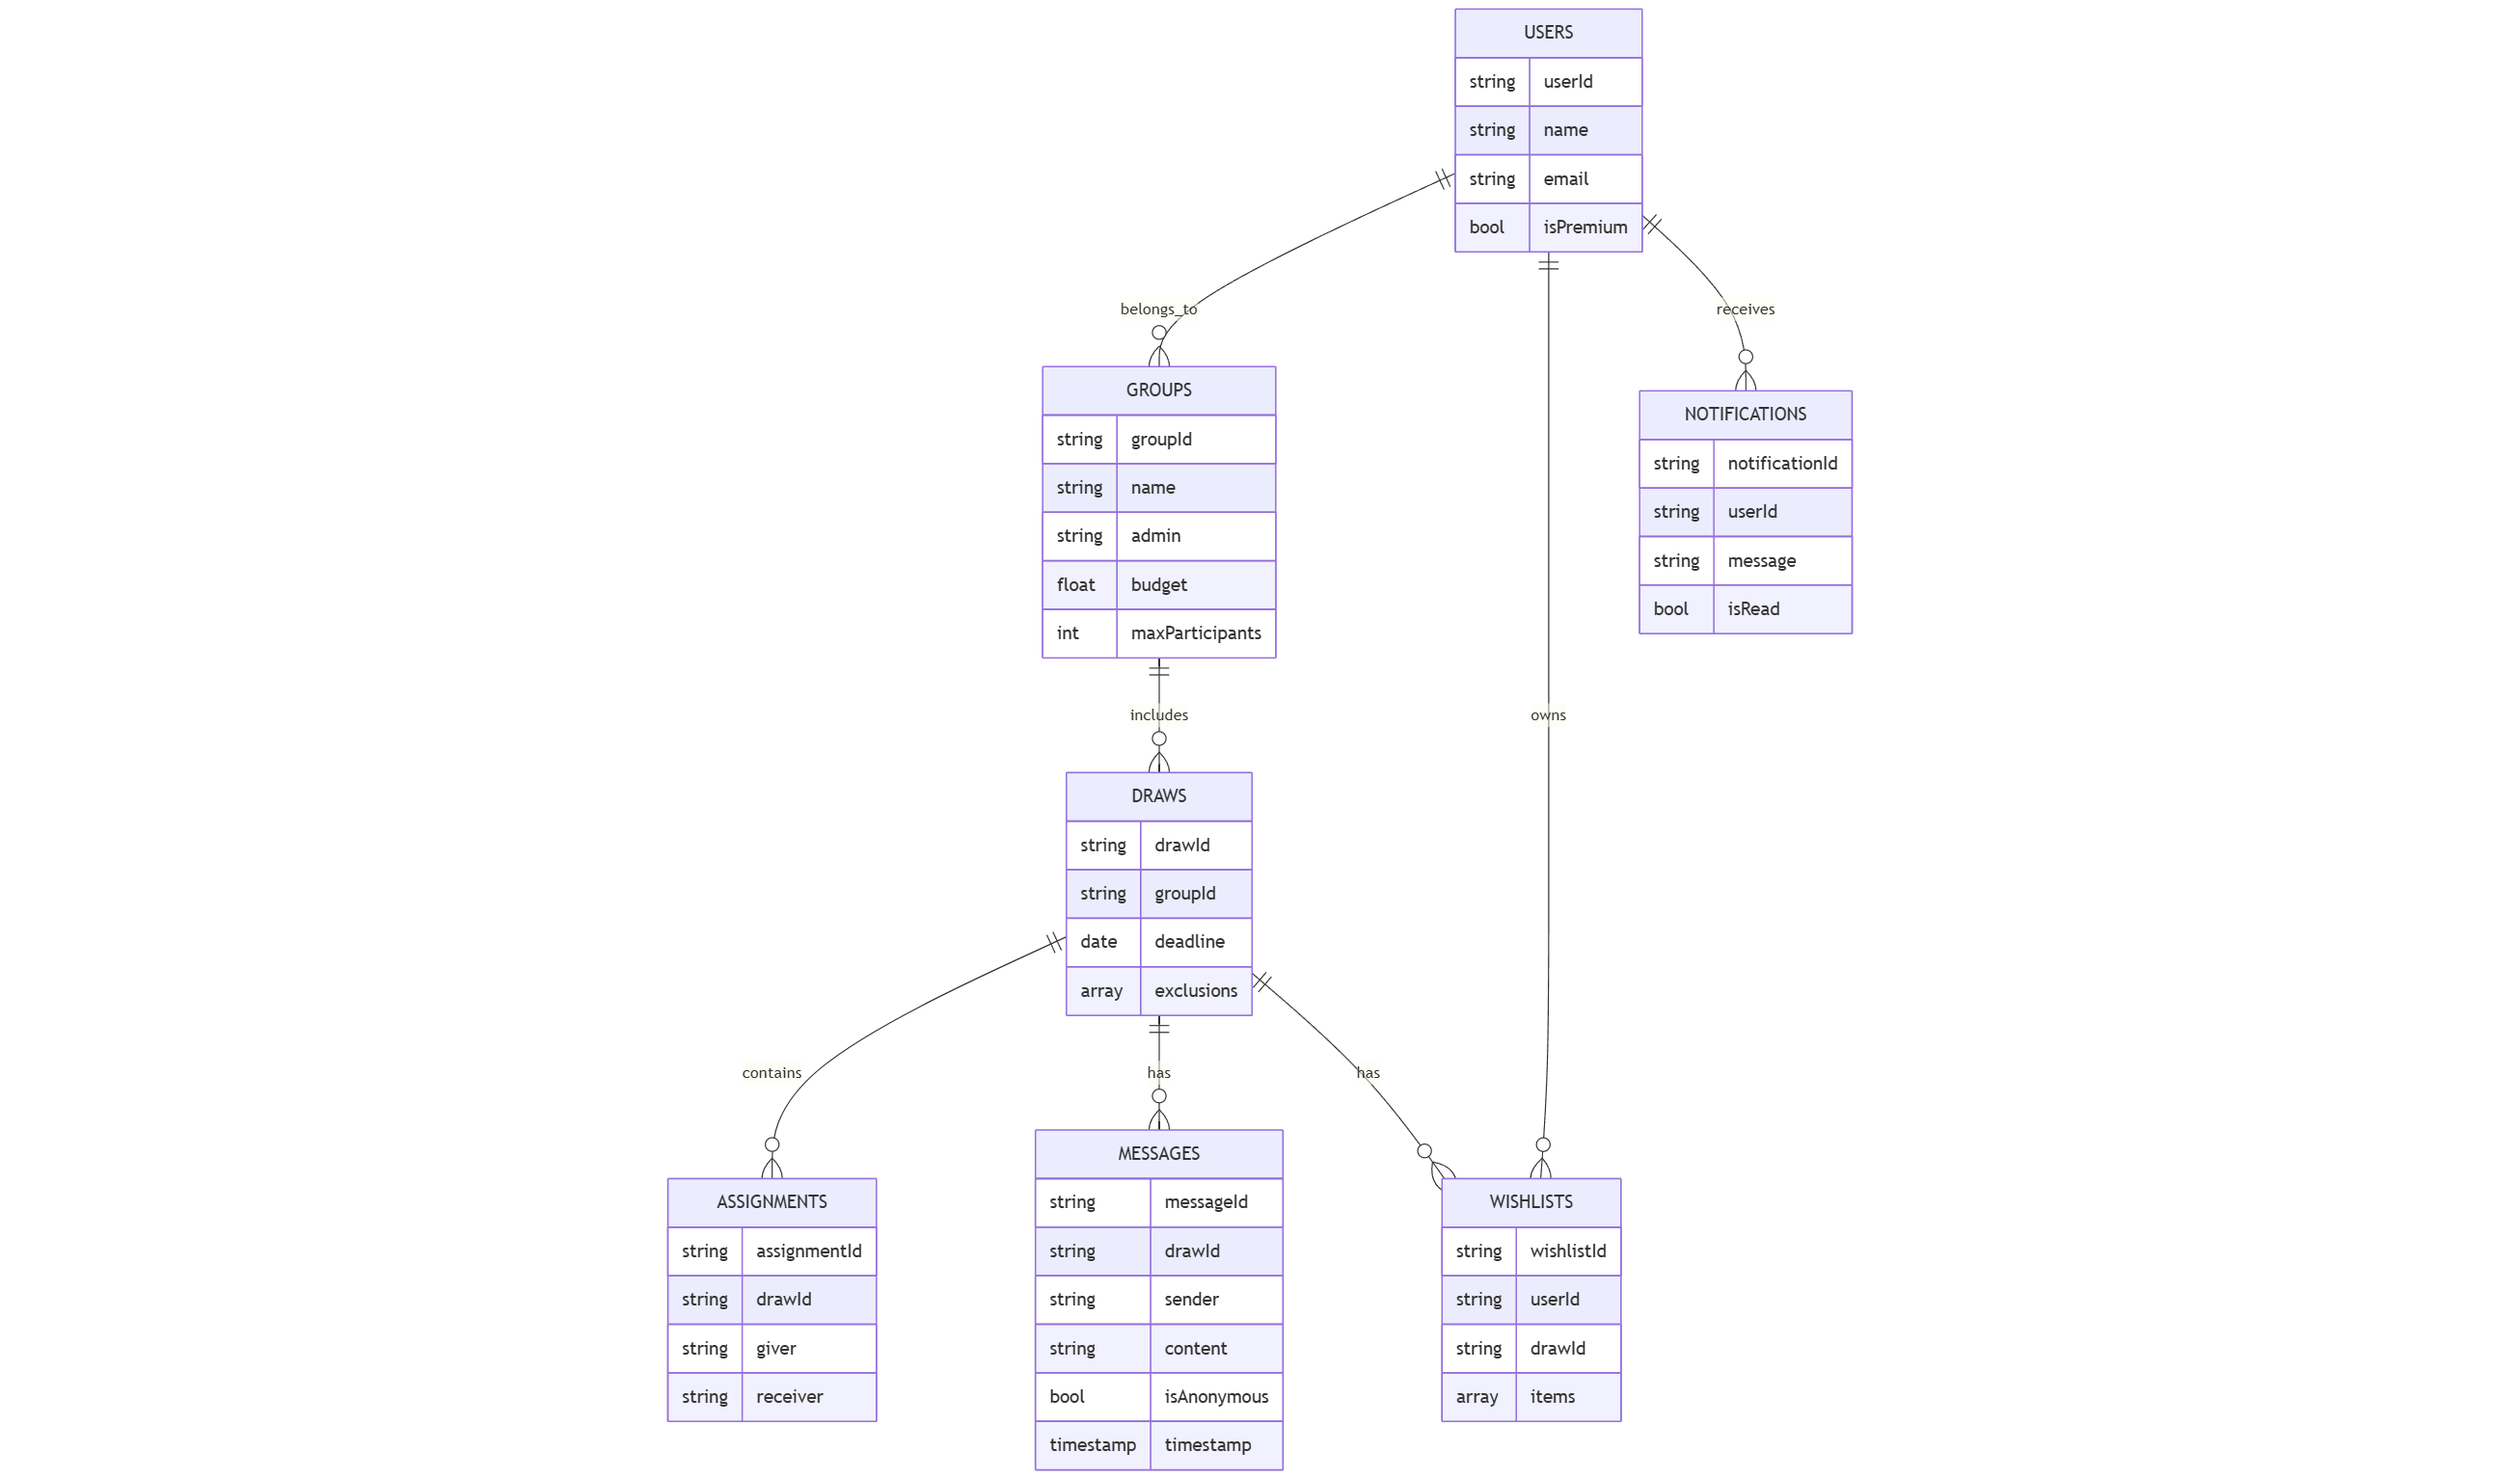 USERS
string userId
string name
string email
bool isPremium
belongs_to
receives
GROUPS
string groupId
string name
string admin
float budget
int maxParticipants
NOTIFICATIONS
string notificationId
string userId
string message
bool isRead
includes
owns
DRAWS
string drawId
string groupId
date deadline
array exclusions
contains
has
has
ASSIGNMENTS
string assignmentId
string drawId
string giver
string receiver
MESSAGES
string messageId
string drawId
string sender
string content
bool isAnonymous
timestamp timestamp
WISHLISTS
string wishlistId
string userId
string drawId
array items